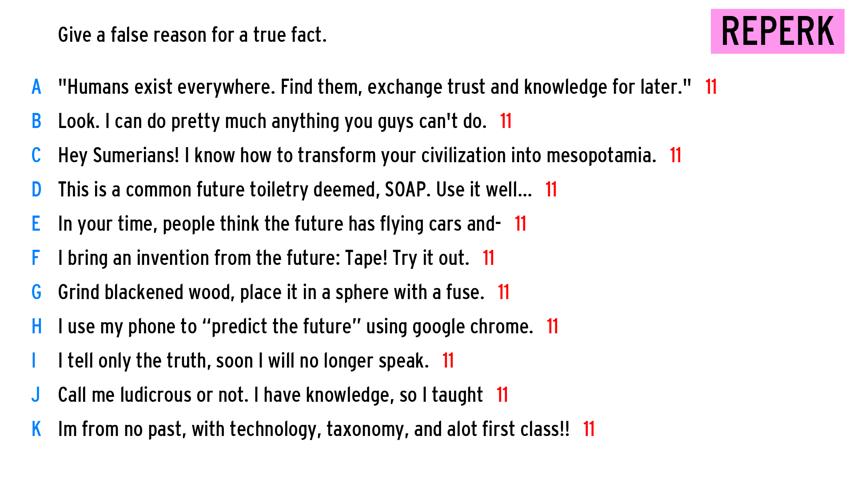 Give a false reason for a true fact.
REPERK
A "Humans exist everywhere. Find them, exchange trust and knowledge for later." 11
B Look. I can do pretty much anything you guys can't do. 11
C Hey Sumerians! I know how to transform your civilization into mesopotamia. 11
D This is a common future toiletry deemed, SOAP. Use it well... 11
E In your time, people think the future has flying cars and- 11
F I bring an invention from the future: Tape! Try it out. 11
G Grind blackened wood, place it in a sphere with a fuse. 11
H I use my phone to “predict the future” using google chrome. 11
I I tell only the truth, soon I will no longer speak. 11
J Call me ludicrous or not. I have knowledge, so I taught 11
K Im from no past, with technology, taxonomy, and alot first class!! 11